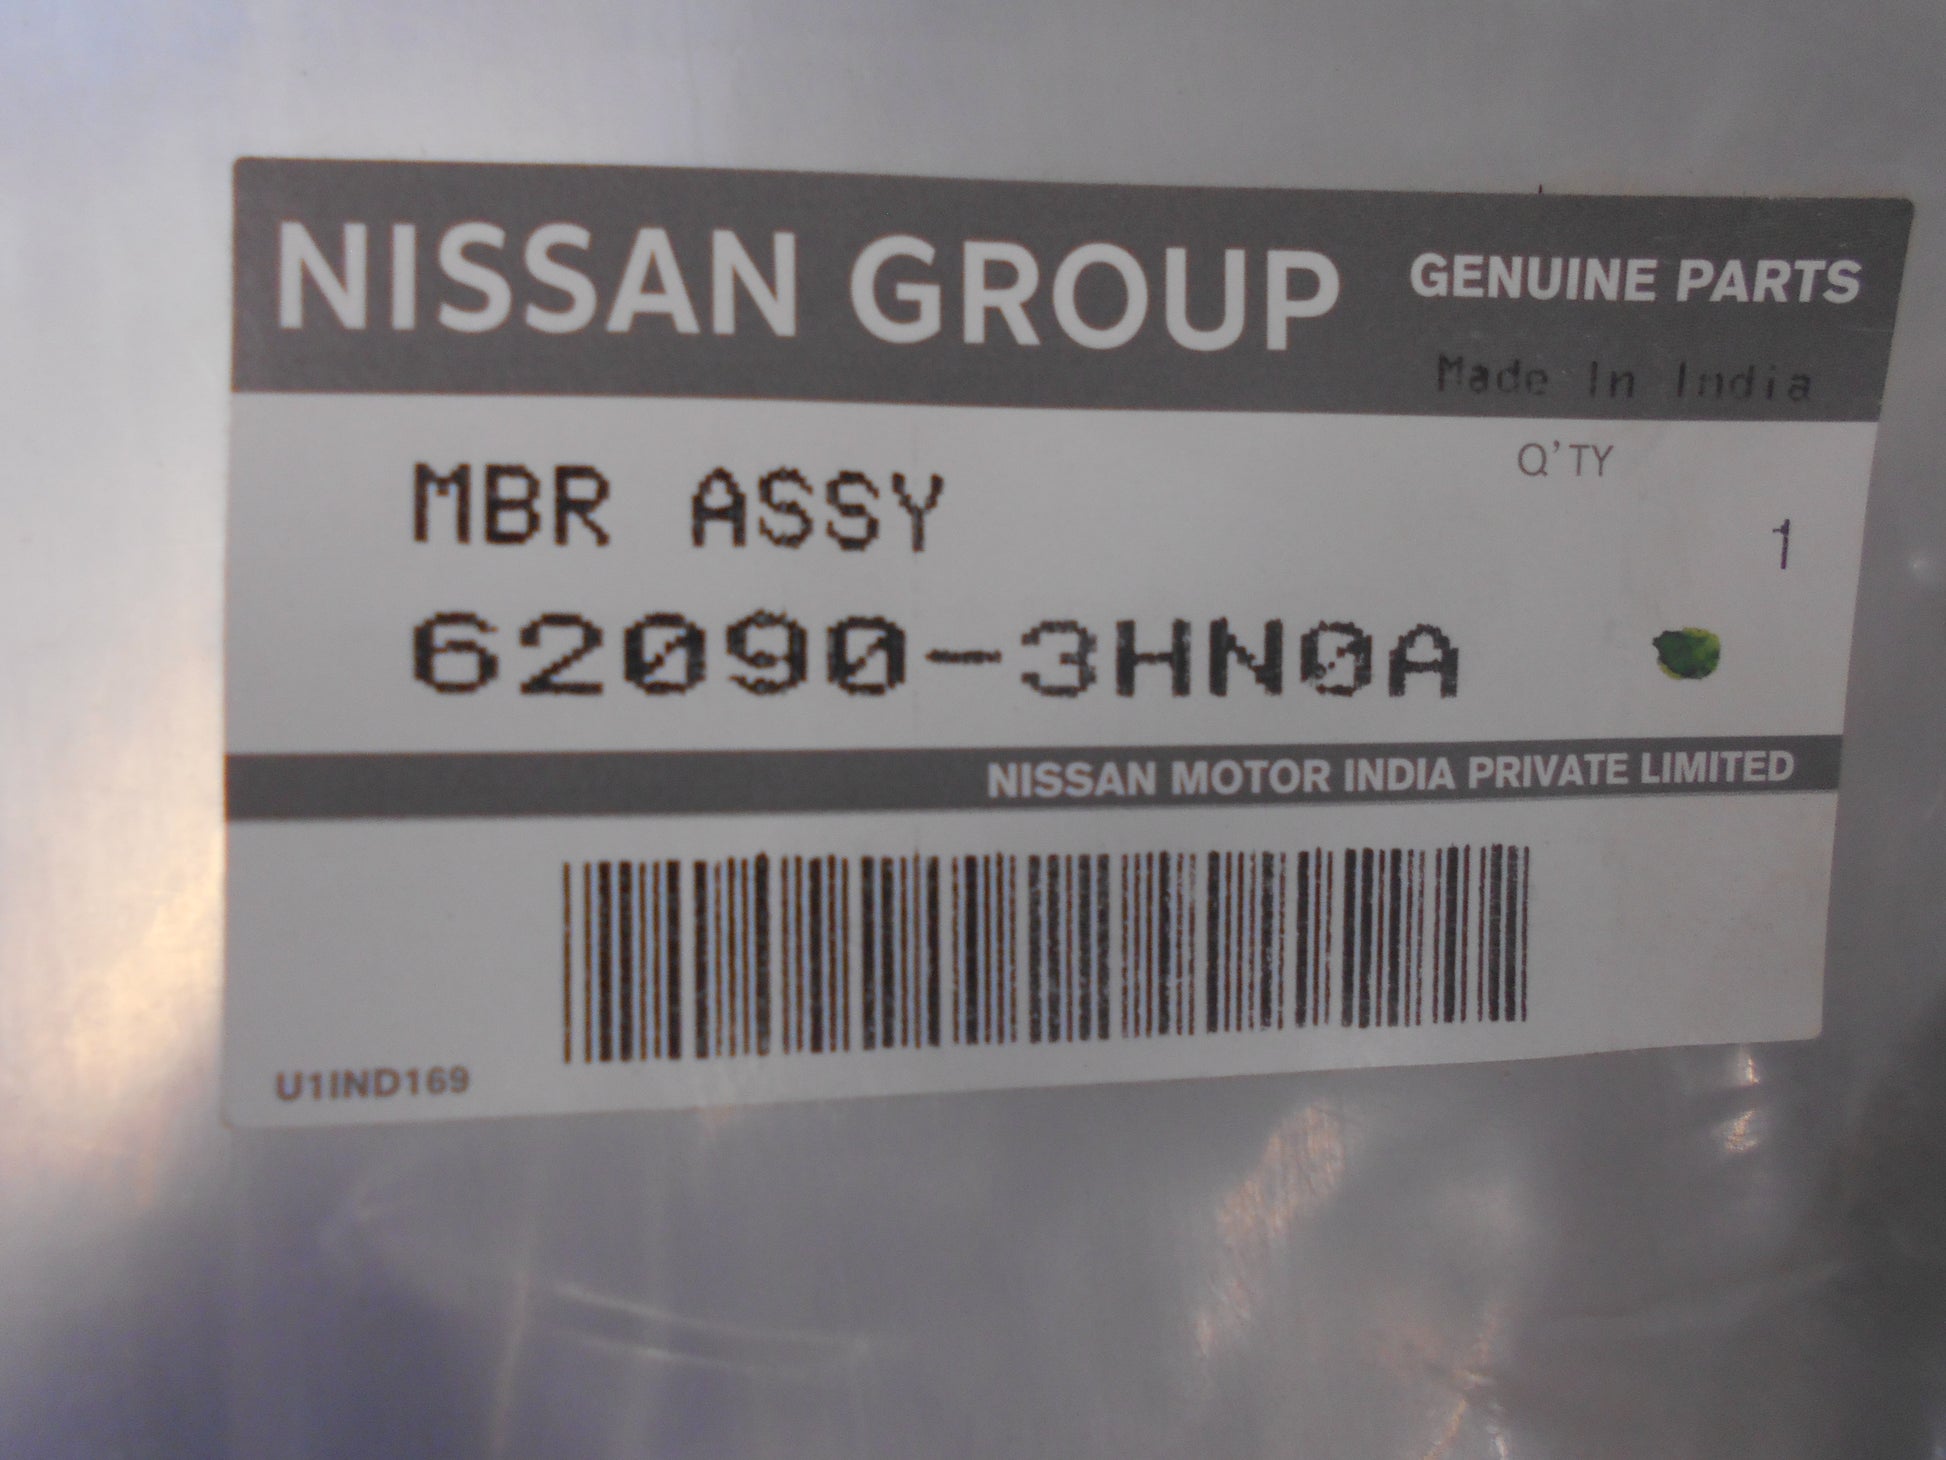 NISSAN GROUP GENUINE PARTS
Made In India
Q'TY
MBR ASSY
1
62090-3HN0A
NISSAN MOTOR INDIA PRIVATE LIMITED
U1IND169